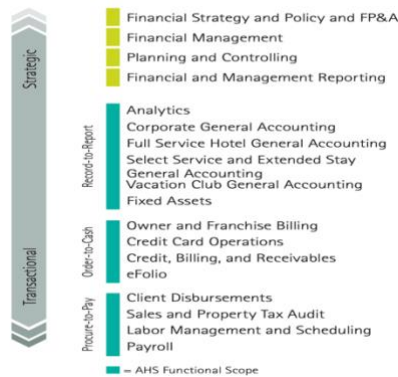 Strategic
Transactional
Financial Strategy and Policy and FP&A
Financial Management
Planning and Controlling
Financial and Management Reporting
Record-to-Report
Analytics
Corporate General Accounting
Full Service Hotel General Accounting
Select Service and Extended Stay
General Accounting
Vacation Club General Accounting
Fixed Assets
Order-to-Cash
Owner and Franchise Billing
Credit Card Operations
Credit, Billing, and Receivables
eFolio
Procure-to-Pay
Client Disbursements
Sales and Property Tax Audit
Labor Management and Scheduling
Payroll
= AHS Functional Scope